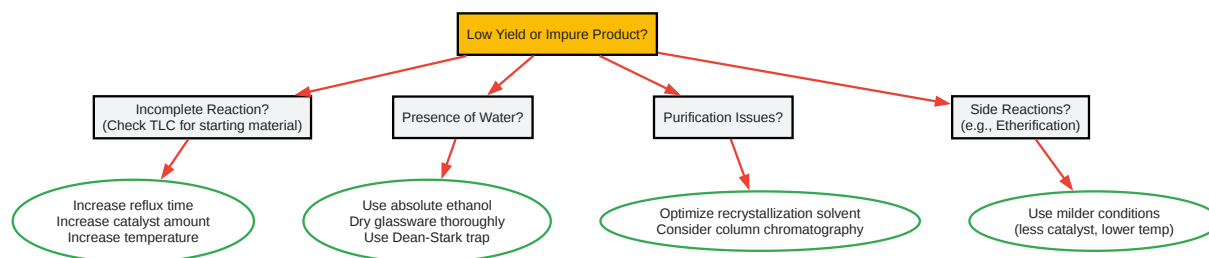 Low Yield or Impure Product?
Incomplete Reaction?
(Check TLC for starting material)
Presence of Water?
Purification Issues?
Side Reactions?
(e.g., Etherification)
Increase reflux time
Increase catalyst amount
Increase temperature
Use absolute ethanol
Dry glassware thoroughly
Use Dean-Stark trap
Optimize recrystallization solvent
Consider column chromatography
Use milder conditions
(less catalyst, lower temp)